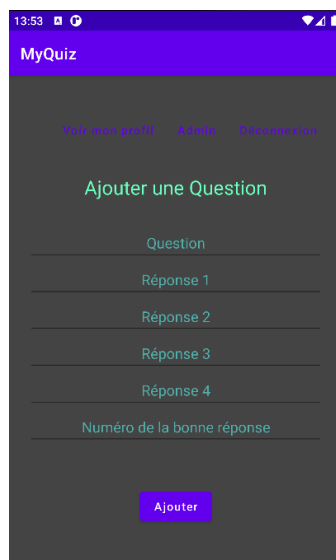 13:53
MyQuiz
Voir mon profil Admin Déconnexion
Ajouter une Question
Question
Réponse 1
Réponse 2
Réponse 3
Réponse 4
Numéro de la bonne réponse
Ajouter